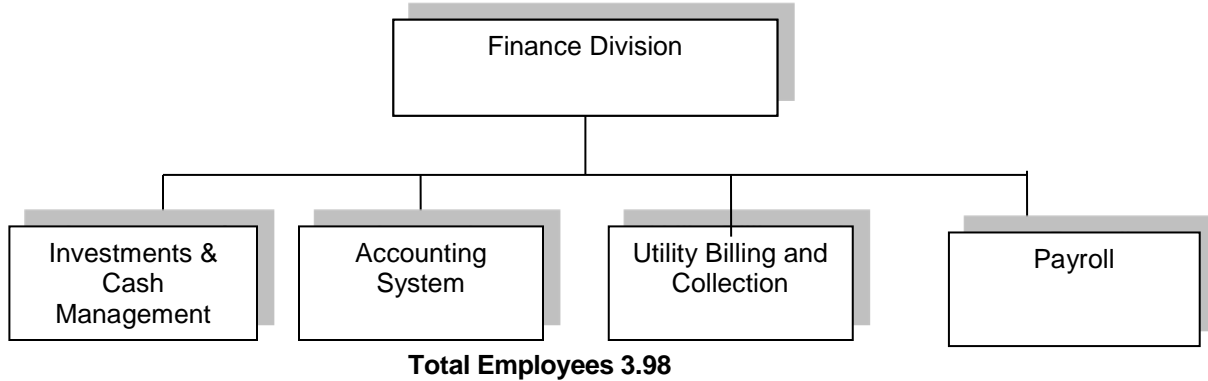 Finance Division
Investments &
Cash
Management
Accounting
System
Utility Billing and
Collection
Payroll
Total Employees 3.98